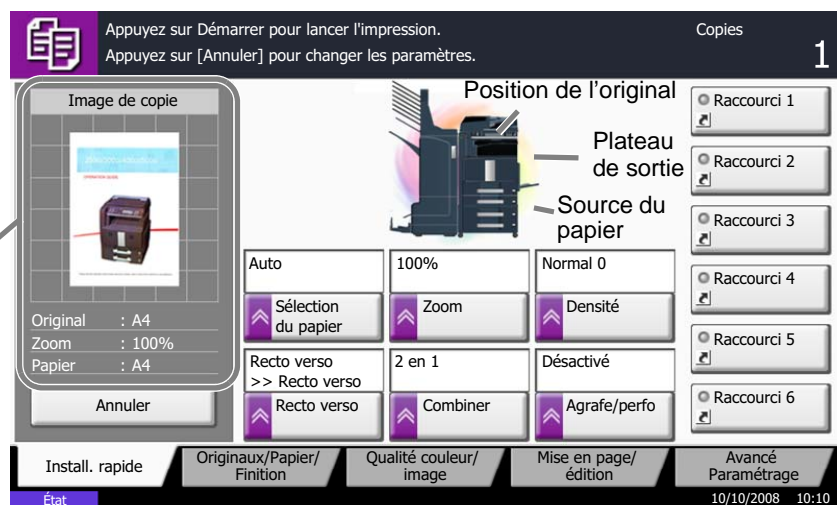 Appuyez sur Démarrer pour lancer l'impression.
Appuyez sur [Annuler] pour changer les paramètres.
Copies
1
Image de copie
OPERATION GUIDE
Original : A4
Zoom : 100%
Papier : A4
Annuler
Position de l'original
Plateau
de sortie
Source du
papier
Auto
Sélection
du papier
100%
Zoom
Normal 0
Densité
Recto verso
>> Recto verso
Recto verso
2 en 1
Combiner
Désactivé
Agrafe/perfo
Raccourci 1
Raccourci 2
Raccourci 3
Raccourci 4
Raccourci 5
Raccourci 6
Install. rapide
Originaux/Papier/
Finition
Qualité couleur/
image
Mise en page/
édition
Avancé
Paramétrage
État
10/10/2008 10:10